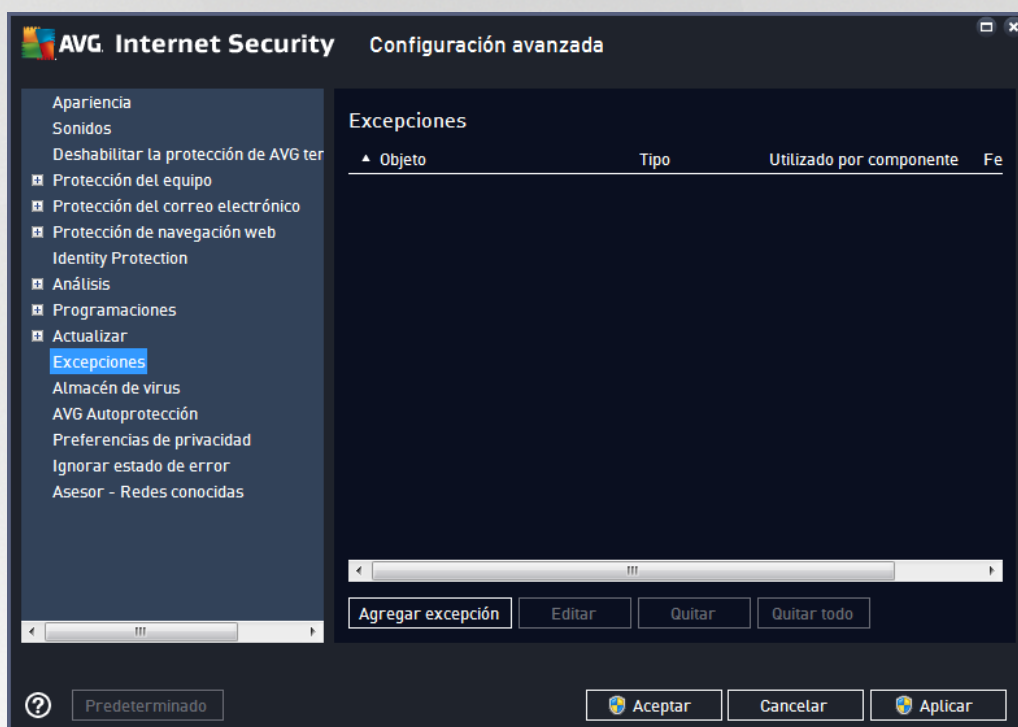 AVG. Internet Security
Configuración avanzada
Apariencia
Sonidos
Deshabilitar la protección de AVG ter
Protección del equipo
Protección del correo electrónico
Protección de navegación web
Identity Protection
Análisis
Programaciones
Actualizar
Excepciones
Almacén de virus
AVG Autoprotección
Preferencias de privacidad
Ignorar estado de error
Asesor - Redes conocidas
Excepciones
Objeto Tipo Utilizado por componente Fe
Agregar excepción Editar Quitar Quitar todo
? Predeterminado Aceptar Cancelar Aplicar